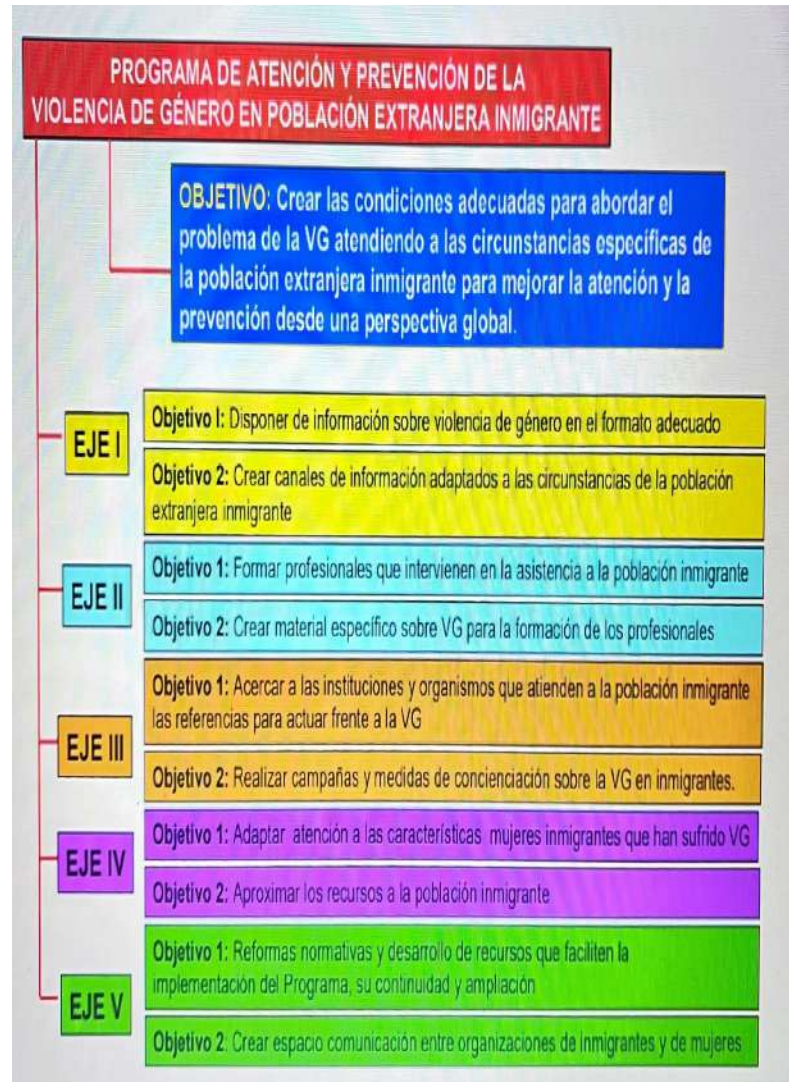 PROGRAMA DE ATENCIÓN Y PREVENCIÓN DE LA
VIOLENCIA DE GÉNERO EN POBLACIÓN EXTRANJERA INMIGRANTE
OBJETIVO: Crear las condiciones adecuadas para abordar el
problema de la VG atendiendo a las circunstancias específicas de
la población extranjera inmigrante para mejorar la atención y la
prevención desde una perspectiva global.
EJE I
Objetivo I: Disponer de información sobre violencia de género en el formato adecuado
Objetivo 2: Crear canales de información adaptados a las circunstancias de la población
extranjera inmigrante
EJE II
Objetivo 1: Formar profesionales que intervienen en la asistencia a la población inmigrante
Objetivo 2: Crear material específico sobre VG para la formación de los profesionales
EJE III
Objetivo 1: Acercar a las instituciones y organismos que atienden a la población inmigrante
las referencias para actuar frente a la VG
Objetivo 2: Realizar campañas y medidas de concienciación sobre la VG en inmigrantes.
EJE IV
Objetivo 1: Adaptar atención a las características mujeres inmigrantes que han sufrido VG
Objetivo 2: Aproximar los recursos a la población inmigrante
EJE V
Objetivo 1: Reformas normativas y desarrollo de recursos que faciliten la
implementación del Programa, su continuidad y ampliación
Objetivo 2: Crear espacio comunicación entre organizaciones de inmigrantes y de mujeres